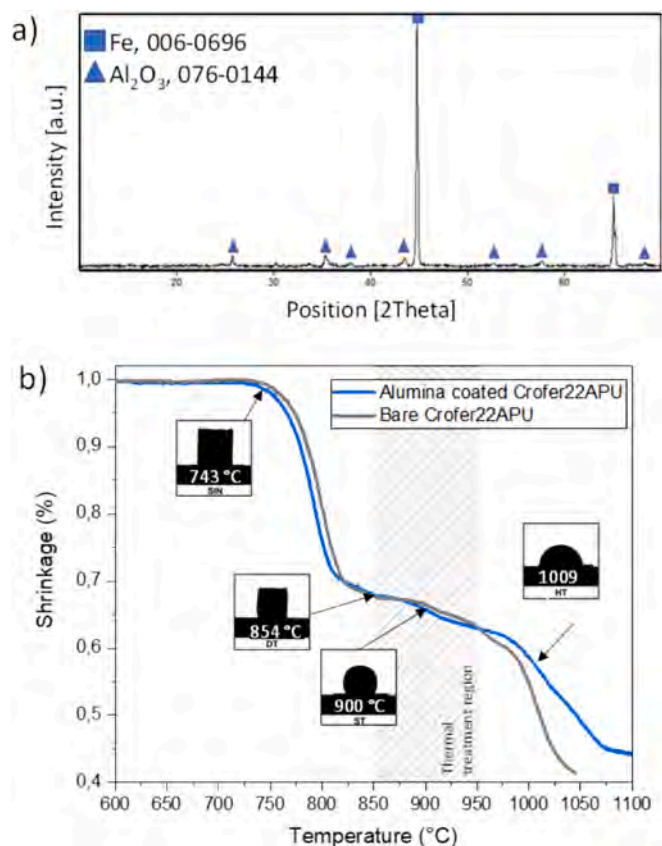 a)
Fe, 006-0696
Al₂O₃, 076-0144
Intensity [a.u.]
20 30 40 50 60
Position [2Theta]
b)
1,0
0,9
0,8
0,7
0,6
0,5
0,4
Shrinkage (%)
Alumina coated Crofer22APU
Bare Crofer22APU
743 °C
SIN
854 °C
DT
900 °C
ST
1009
HT
Thermal
treatment region
600 650 700 750 800 850 900 950 1000 1050 1100
Temperature (°C)